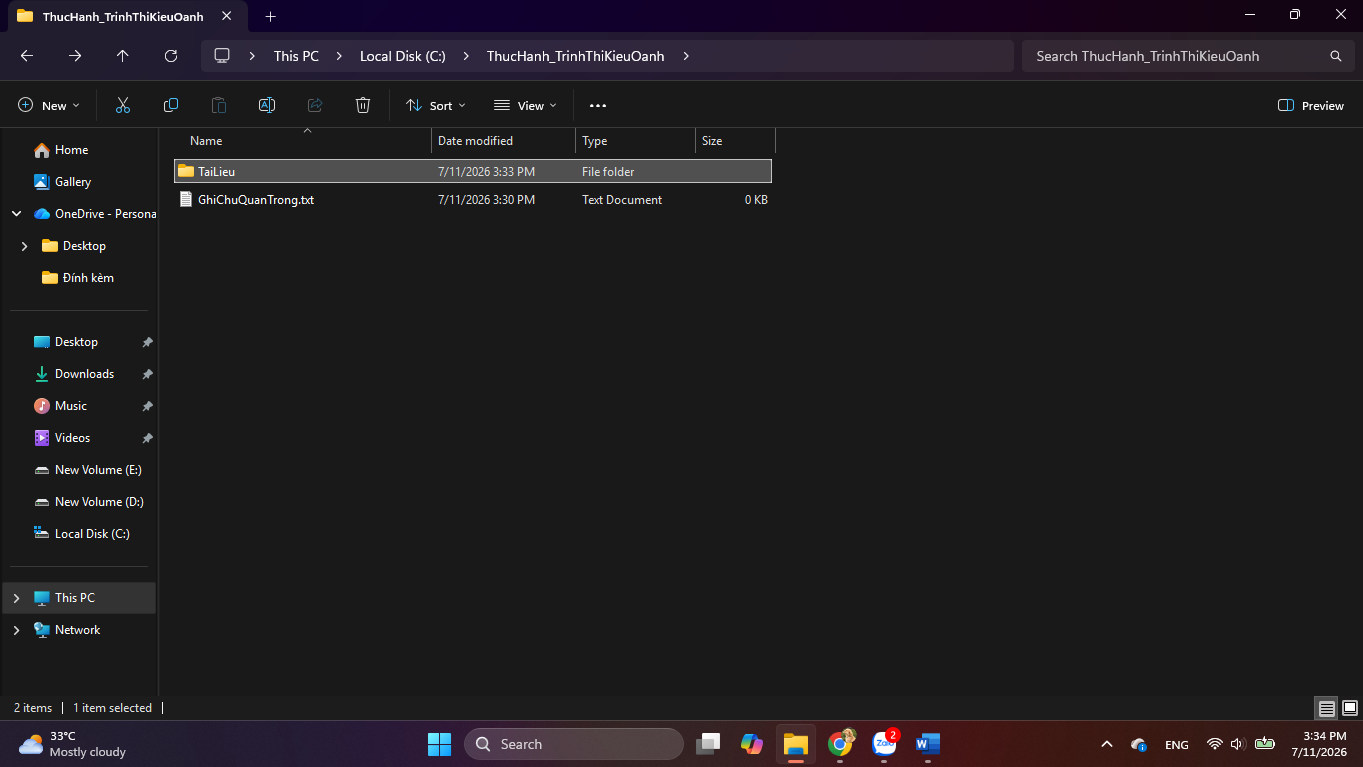 ThucHanh_TrinhThiKieuOanh
This PC Local Disk (C:) ThucHanh_TrinhThiKieuOanh Search ThucHanh_TrinhThiKieuOanh
New Sort View Preview
Name Date modified Type Size
TaiLieu 7/11/2026 3:33 PM File folder
GhiChuQuanTrong.txt 7/11/2026 3:30 PM Text Document 0 KB
Home
Gallery
OneDrive - Persona
Desktop
Đính kèm
Desktop
Downloads
Music
Videos
New Volume (E:)
New Volume (D:)
Local Disk (C:)
This PC
Network
2 items 1 item selected
33°C
Mostly cloudy
Search
Zalo
2
ENG
3:34 PM
7/11/2026